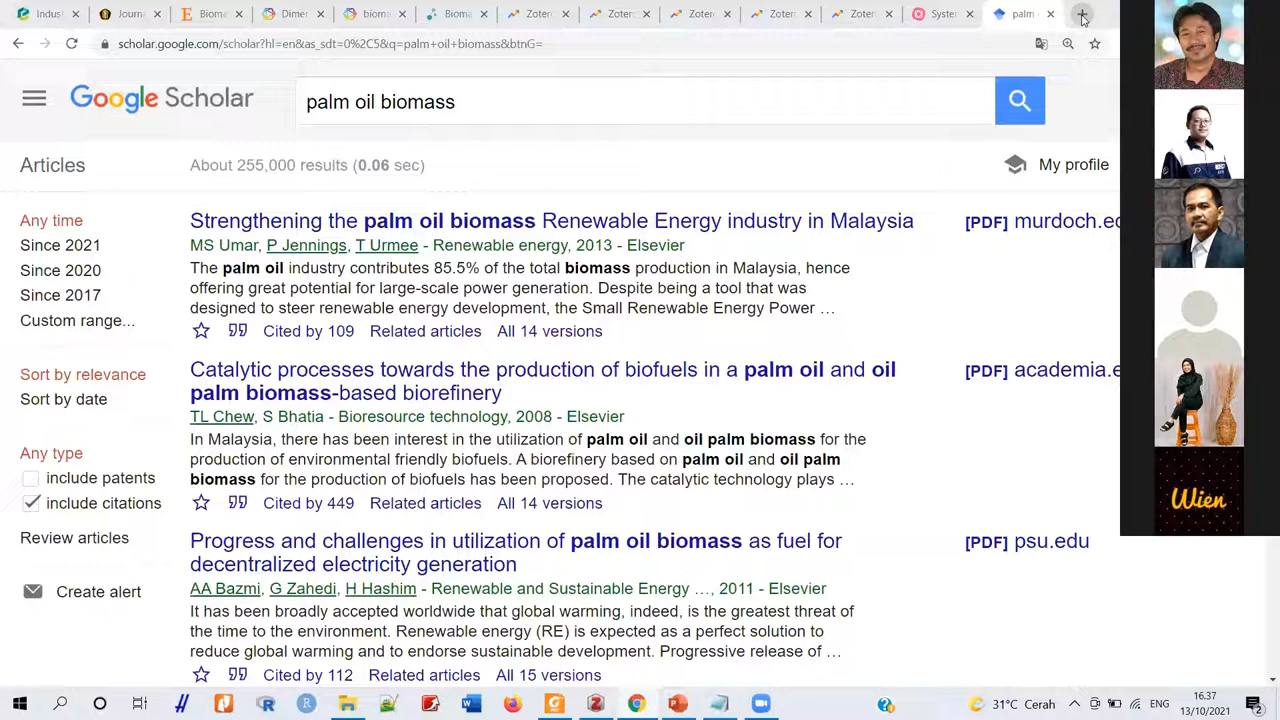 Indust
Journa
Bioma
Dimer
biom
Bioma
Zoter
Zoter
Zoter
Zoter
Zoter
System
palm
scholar.google.com/scholar?hl=en&as_sdt=0%2C5&q=palm+oil+biomass&btnG=
Google Scholar
palm oil biomass
Articles
About 255,000 results (0.06 sec)
My profile
Any time
Since 2021
Since 2020
Since 2017
Custom range...
Sort by relevance
Sort by date
Any type
include patents
include citations
Review articles
Create alert
Strengthening the palm oil biomass Renewable Energy industry in Malaysia
MS Umar, P Jennings, T Urmee - Renewable energy, 2013 - Elsevier
The palm oil industry contributes 85.5% of the total biomass production in Malaysia, hence
offering great potential for large-scale power generation. Despite being a tool that was
designed to steer renewable energy development, the Small Renewable Energy Power …
Cited by 109 Related articles All 14 versions
[PDF] murdoch.ed
Catalytic processes towards the production of biofuels in a palm oil and oil
palm biomass-based biorefinery
TL Chew, S Bhatia - Bioresource technology, 2008 - Elsevier
In Malaysia, there has been interest in the utilization of palm oil and oil palm biomass for the
production of environmental friendly biofuels. A biorefinery based on palm oil and oil palm
biomass for the production of biofuels has been proposed. The catalytic technology plays …
Cited by 449 Related articles All 14 versions
[PDF] academia.e
Progress and challenges in utilization of palm oil biomass as fuel for
decentralized electricity generation
AA Bazmi, G Zahedi, H Hashim - Renewable and Sustainable Energy …, 2011 - Elsevier
It has been broadly accepted worldwide that global warming, indeed, is the greatest threat of
the time to the environment. Renewable energy (RE) is expected as a perfect solution to
reduce global warming and to endorse sustainable development. Progressive release of …
Cited by 112 Related articles All 15 versions
[PDF] psu.edu
Wien
31°C Cerah
ENG
16.37
13/10/2021
2